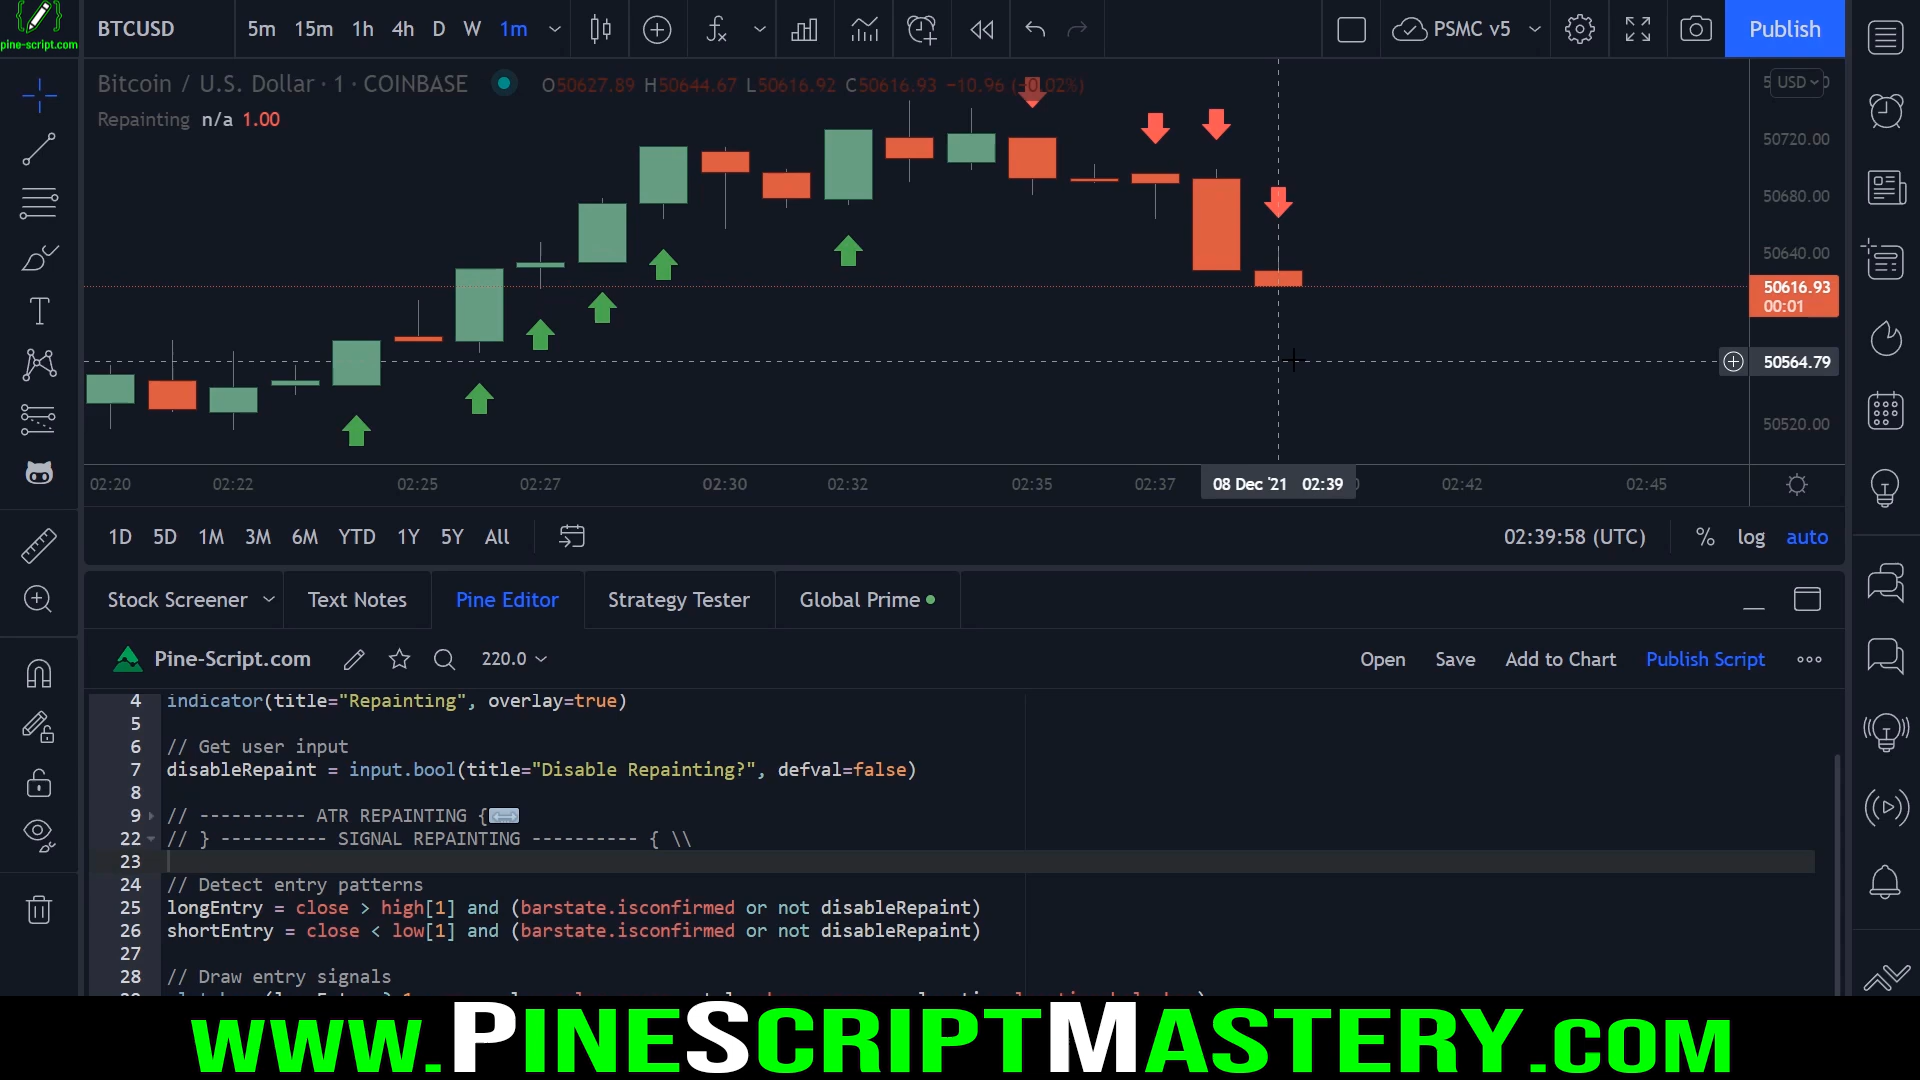 pine-script.com
BTCUSD 5m 15m 1h 4h D W 1m PSMC v5 Publish
Bitcoin / U.S. Dollar · 1 · COINBASE O50627.89 H50644.67 L50616.92 C50616.93 −10.96 (−0.02%) USD
Repainting n/a 1.00
50720.00
50680.00
50640.00
50616.93
00:01
50564.79
50520.00
02:20 02:22 02:25 02:27 02:30 02:32 02:35 02:37 08 Dec '21 02:39 02:42 02:45
1D 5D 1M 3M 6M YTD 1Y 5Y All 02:39:58 (UTC) % log auto
Stock Screener Text Notes Pine Editor Strategy Tester Global Prime
Pine-Script.com 220.0 Open Save Add to Chart Publish Script
4 indicator(title="Repainting", overlay=true)
5
6 // Get user input
7 disableRepaint = input.bool(title="Disable Repainting?", defval=false)
8
9 // ---------- ATR REPAINTING {
22 // } ---------- SIGNAL REPAINTING ---------- { \\
23
24 // Detect entry patterns
25 longEntry = close > high[1] and (barstate.isconfirmed or not disableRepaint)
26 shortEntry = close < low[1] and (barstate.isconfirmed or not disableRepaint)
27
28 // Draw entry signals
www.PineScriptMastery.com